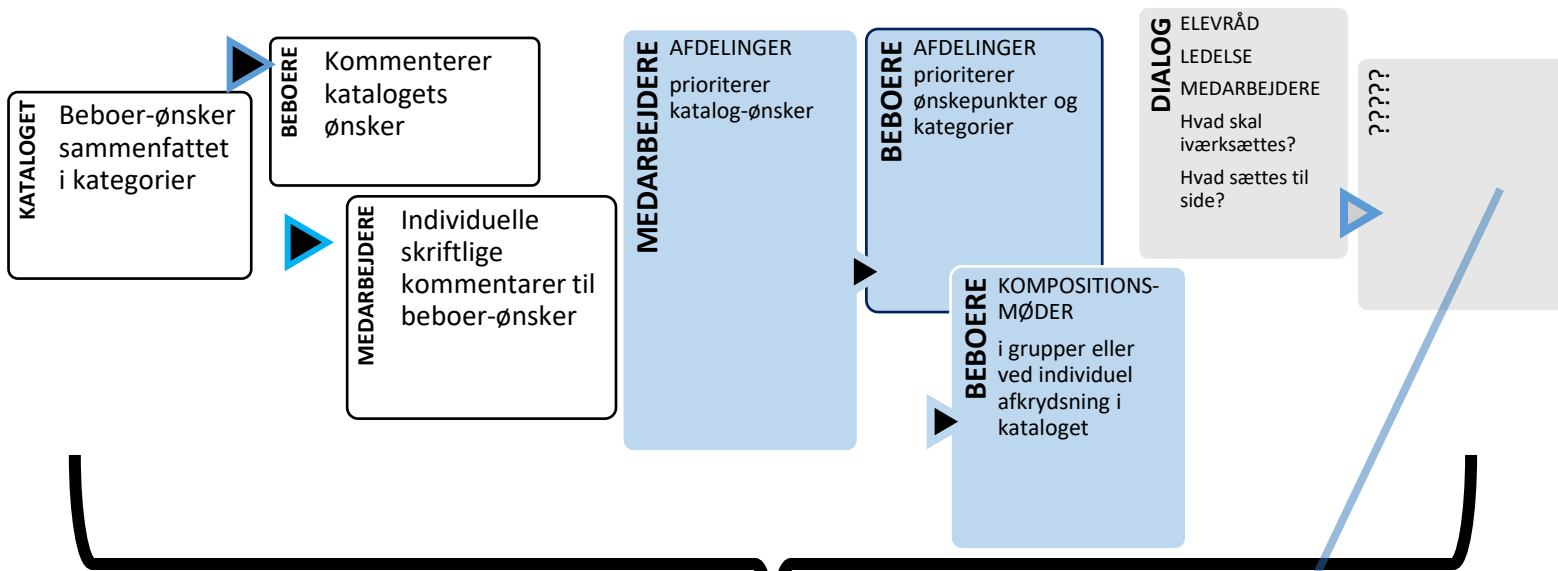 KATALOGET
Beboer-ønsker
sammenfattet
i kategorier
BEBOERE
Kommenterer
katalogets
ønsker
MEDARBEJDERE
Individuelle
skriftlige
kommentarer til
beboer-ønsker
MEDARBEJDERE
AFDELINGER
prioriterer
katalog-ønsker
BEBOERE
AFDELINGER
prioriterer
ønskepunkter og
kategorier
BEBOERE
KOMPOSITIONS-
MØDER
i grupper eller
ved individuel
afkrydsning i
kataloget
DIALOG
ELEVRÅD
LEDELSE
MEDARBEJDERE
Hvad skal
iværksættes?
Hvad sættes til
side?
?????